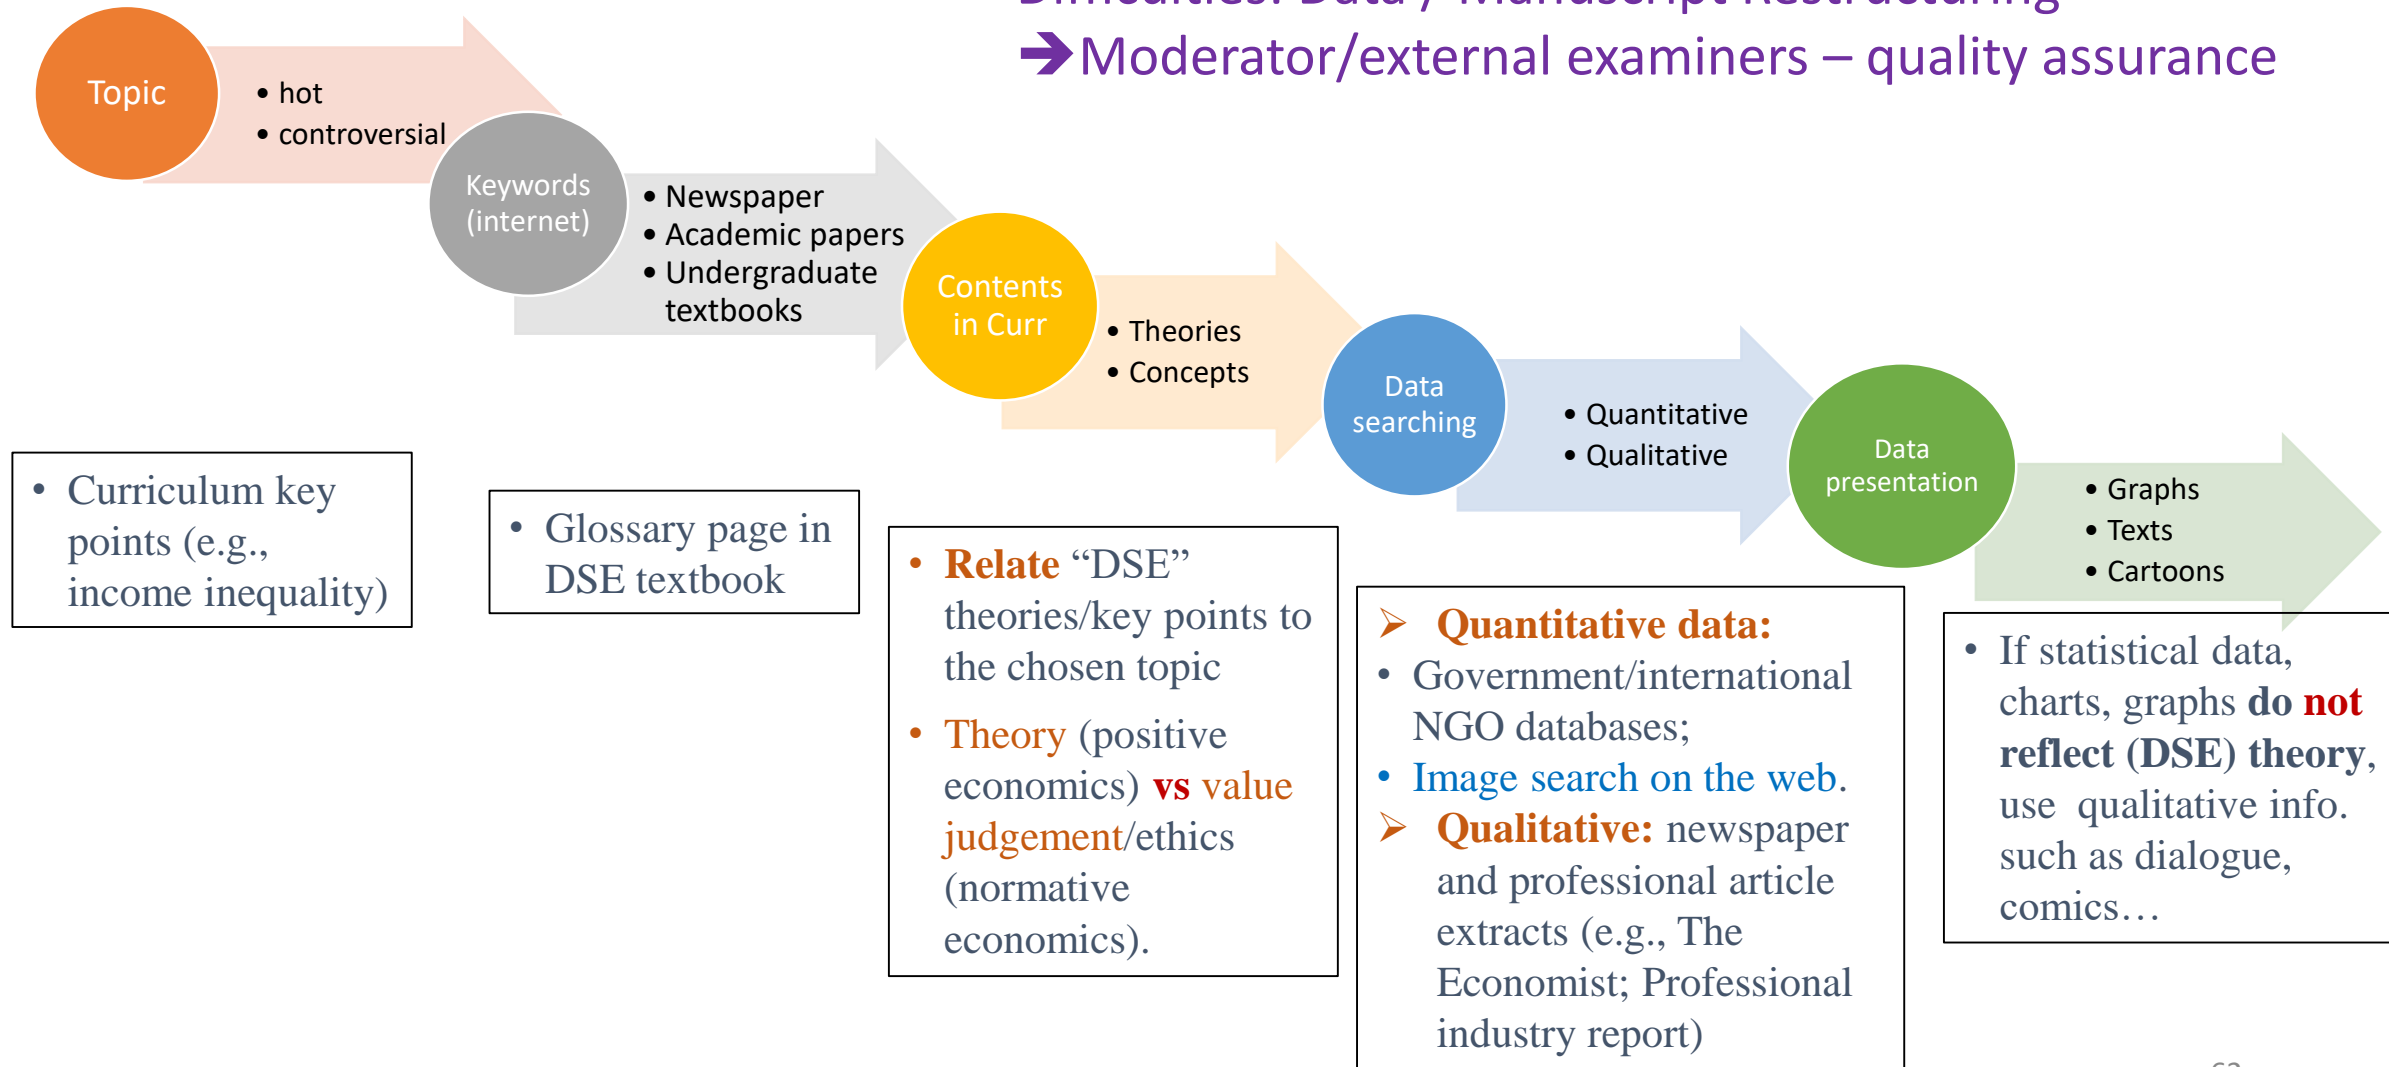 Difficulties: Data / Manuscript Restructuring
➔Moderator/external examiners – quality assurance
Topic
• hot
• controversial
Keywords
(internet)
• Newspaper
• Academic papers
• Undergraduate
textbooks
Contents
in Curr
• Theories
• Concepts
Data
searching
• Quantitative
• Qualitative
Data
presentation
• Graphs
• Texts
• Cartoons
• Curriculum key
points (e.g.,
income inequality)
• Glossary page in
DSE textbook
• Relate “DSE”
theories/key points to
the chosen topic
• Theory (positive
economics) vs value
judgement/ethics
(normative
economics).
➢ Quantitative data:
• Government/international
NGO databases;
• Image search on the web.
➢ Qualitative: newspaper
and professional article
extracts (e.g., The
Economist; Professional
industry report)
• If statistical data,
charts, graphs do not
reflect (DSE) theory,
use qualitative info.
such as dialogue,
comics…